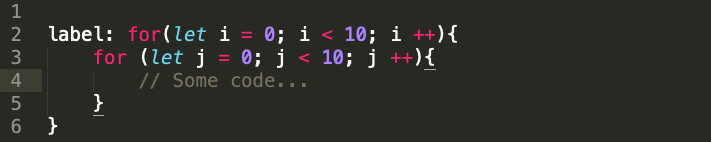 1
2 label: for(let i = 0; i < 10; i ++){
3     for (let j = 0; j < 10; j ++){
4         // Some code...
5     }
6 }